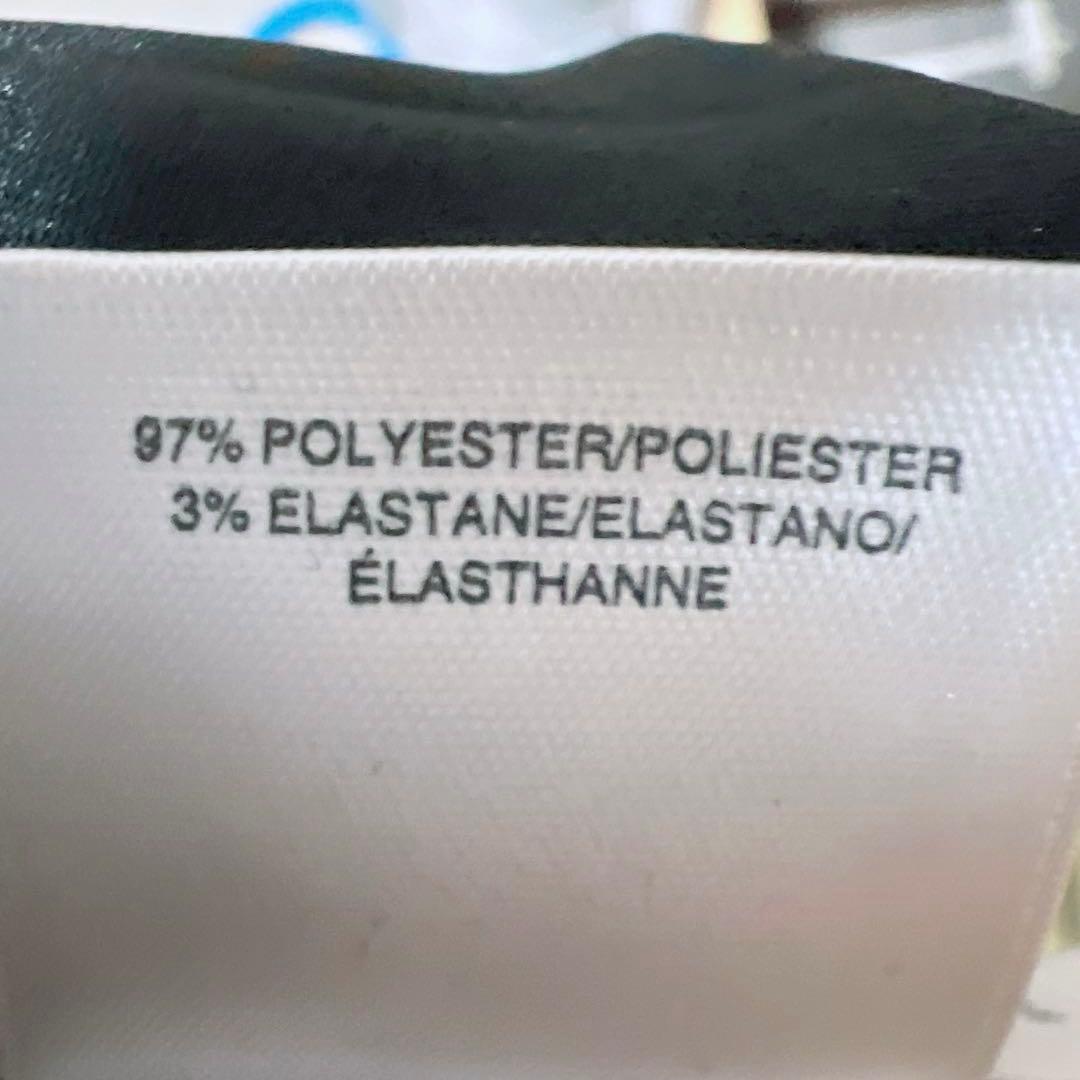 97% POLYESTER/POLIESTER
3% ELASTANE/ELASTANO/
ÉLASTHANNE